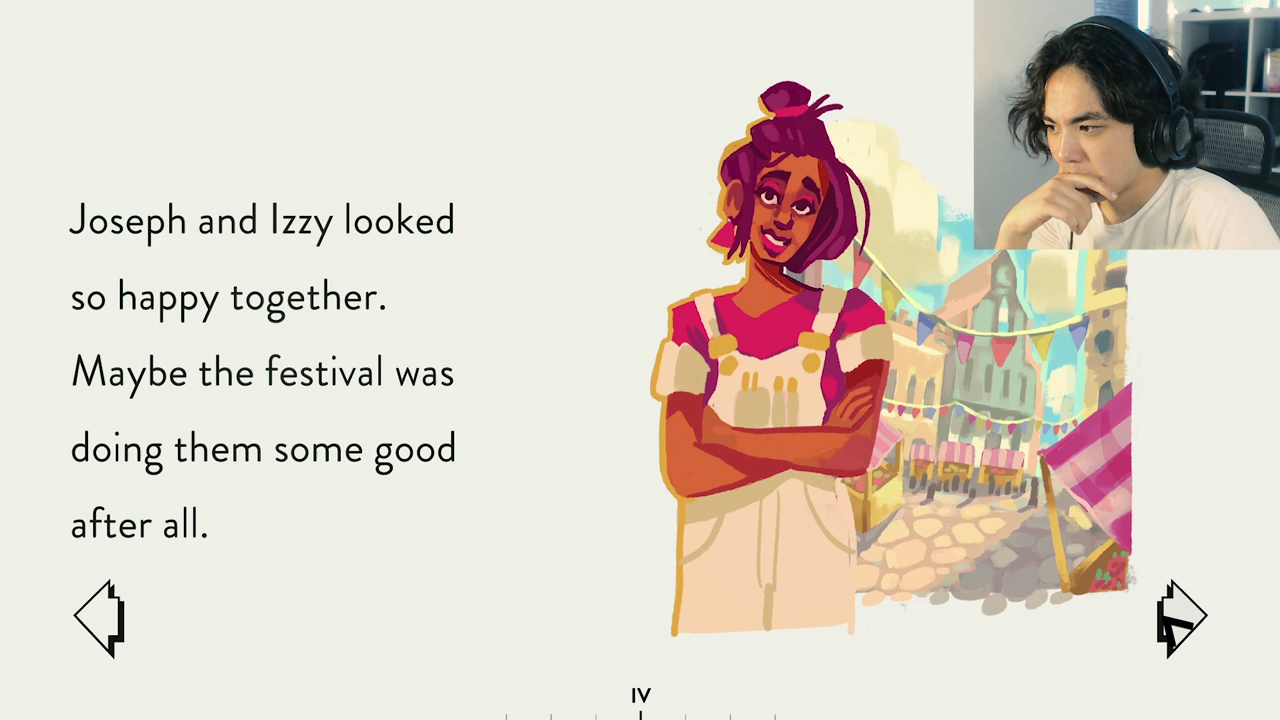 Joseph and Izzy looked
so happy together.
Maybe the festival was
doing them some good
after all.
IV